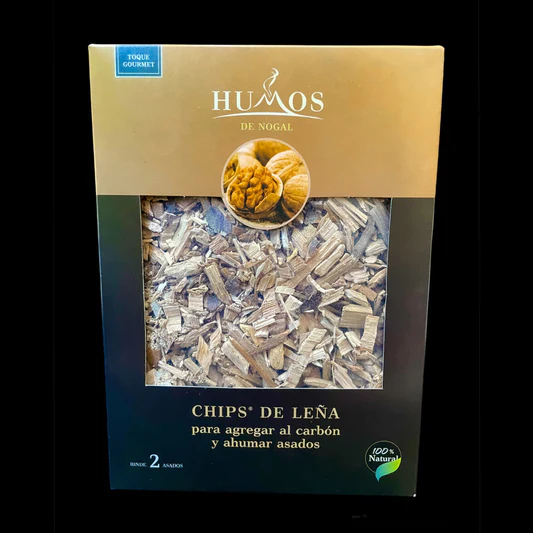 TOQUE
GOURMET
HUMOS
DE NOGAL
CHIPS® DE LEÑA
para agregar al carbón
y ahumar asados
RINDE 2 ASADOS
100%
Natural